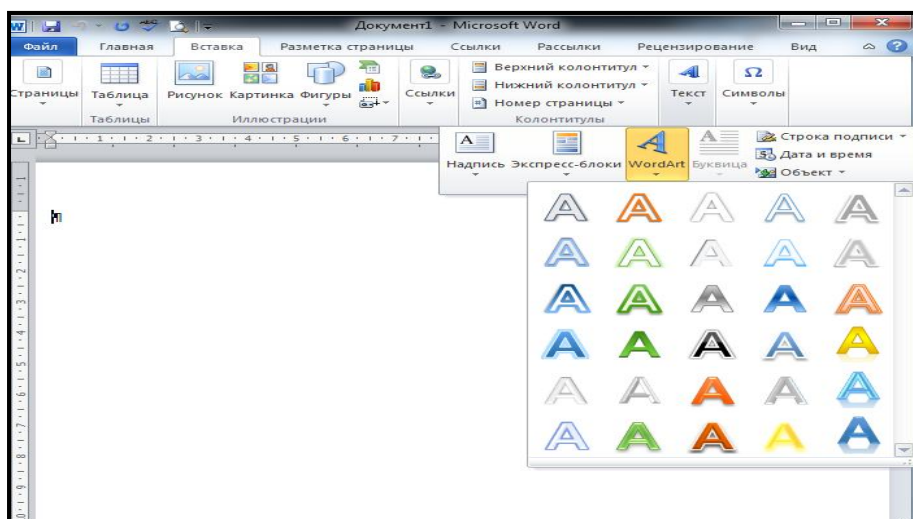 Документ1 - Microsoft Word
Файл Главная Вставка Разметка страницы Ссылки Рассылки Рецензирование Вид
Страницы Таблица Рисунок Картинка Фигуры Ссылки Верхний колонтитул Нижний колонтитул Номер страницы Текст Символы
Таблицы Иллюстрации Колонтитулы
Надпись Экспресс-блоки WordArt Буквица Строка подписи
Дата и время
Объект